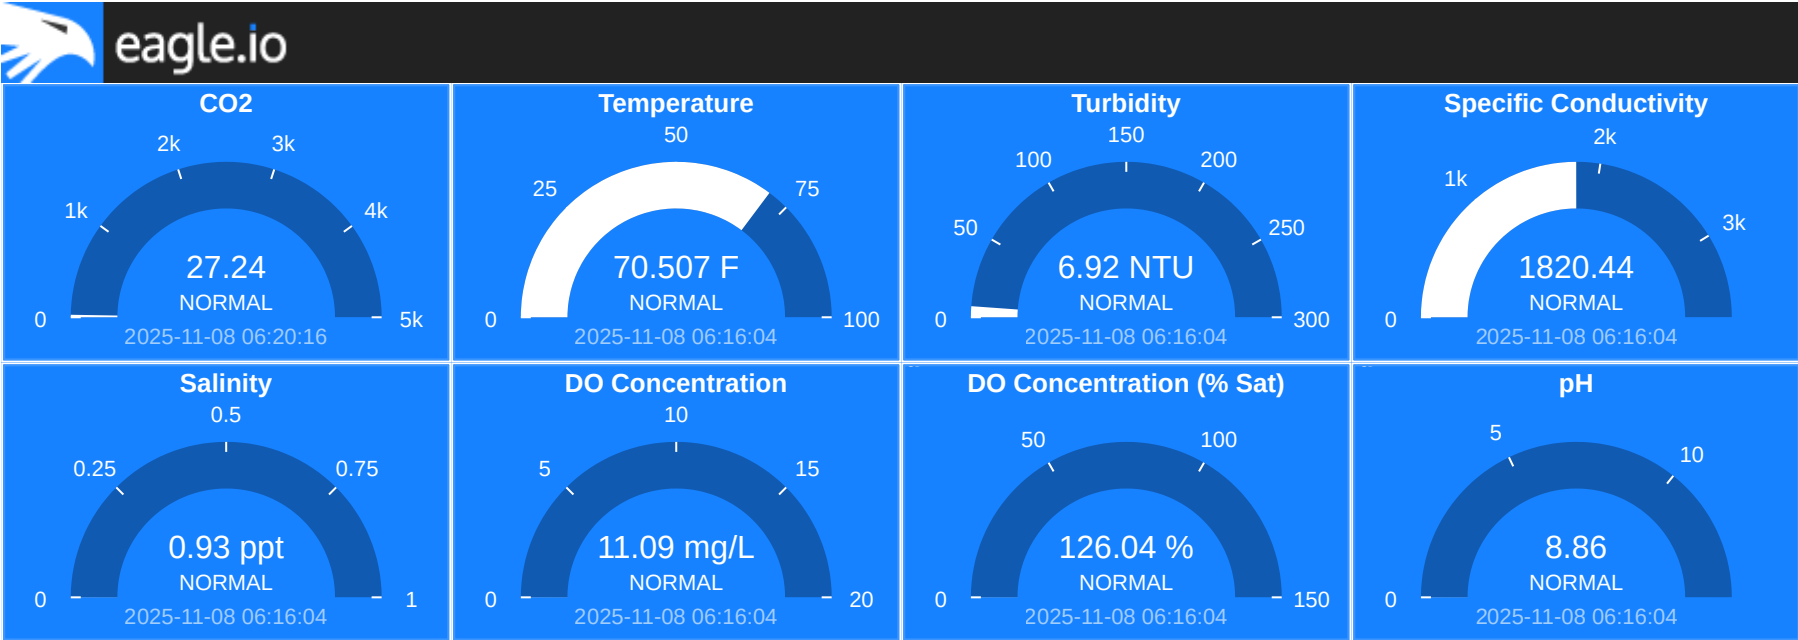 eagle.io
CO2
2k 3k
1k 4k
27.24
NORMAL
0 5k
2025-11-08 06:20:16
Temperature
50
25 75
70.507 F
NORMAL
0 100
2025-11-08 06:16:04
Turbidity
150
100 200
50 250
6.92 NTU
NORMAL
0 300
2025-11-08 06:16:04
Specific Conductivity
2k
1k
3k
1820.44
NORMAL
0
2025-11-08 06:16:04
Salinity
0.5
0.25 0.75
0.93 ppt
NORMAL
0 1
2025-11-08 06:16:04
DO Concentration
10
5 15
11.09 mg/L
NORMAL
0 20
2025-11-08 06:16:04
DO Concentration (% Sat)
50 100
126.04 %
NORMAL
0 150
2025-11-08 06:16:04
pH
5
10
8.86
NORMAL
0
2025-11-08 06:16:04